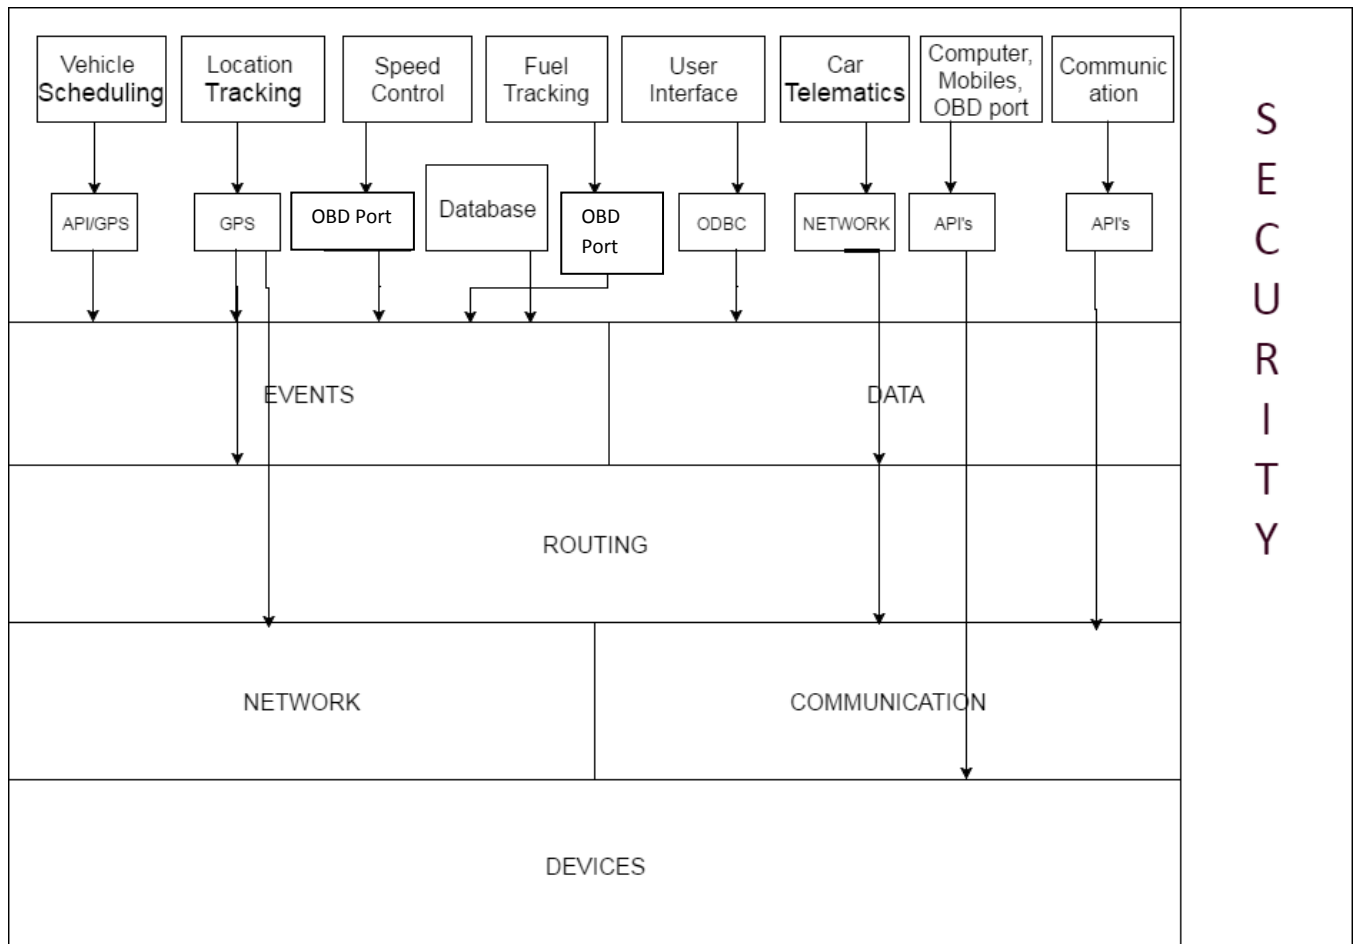 Vehicle
Scheduling
Location
Tracking
Speed
Control
Fuel
Tracking
User
Interface
Car
Telematics
Computer,
Mobiles,
OBD port
Communic
ation
API/GPS
GPS
OBD Port
Database
OBD
Port
ODBC
NETWORK
API's
API's
EVENTS
DATA
ROUTING
NETWORK
COMMUNICATION
DEVICES
S
E
C
U
R
I
T
Y